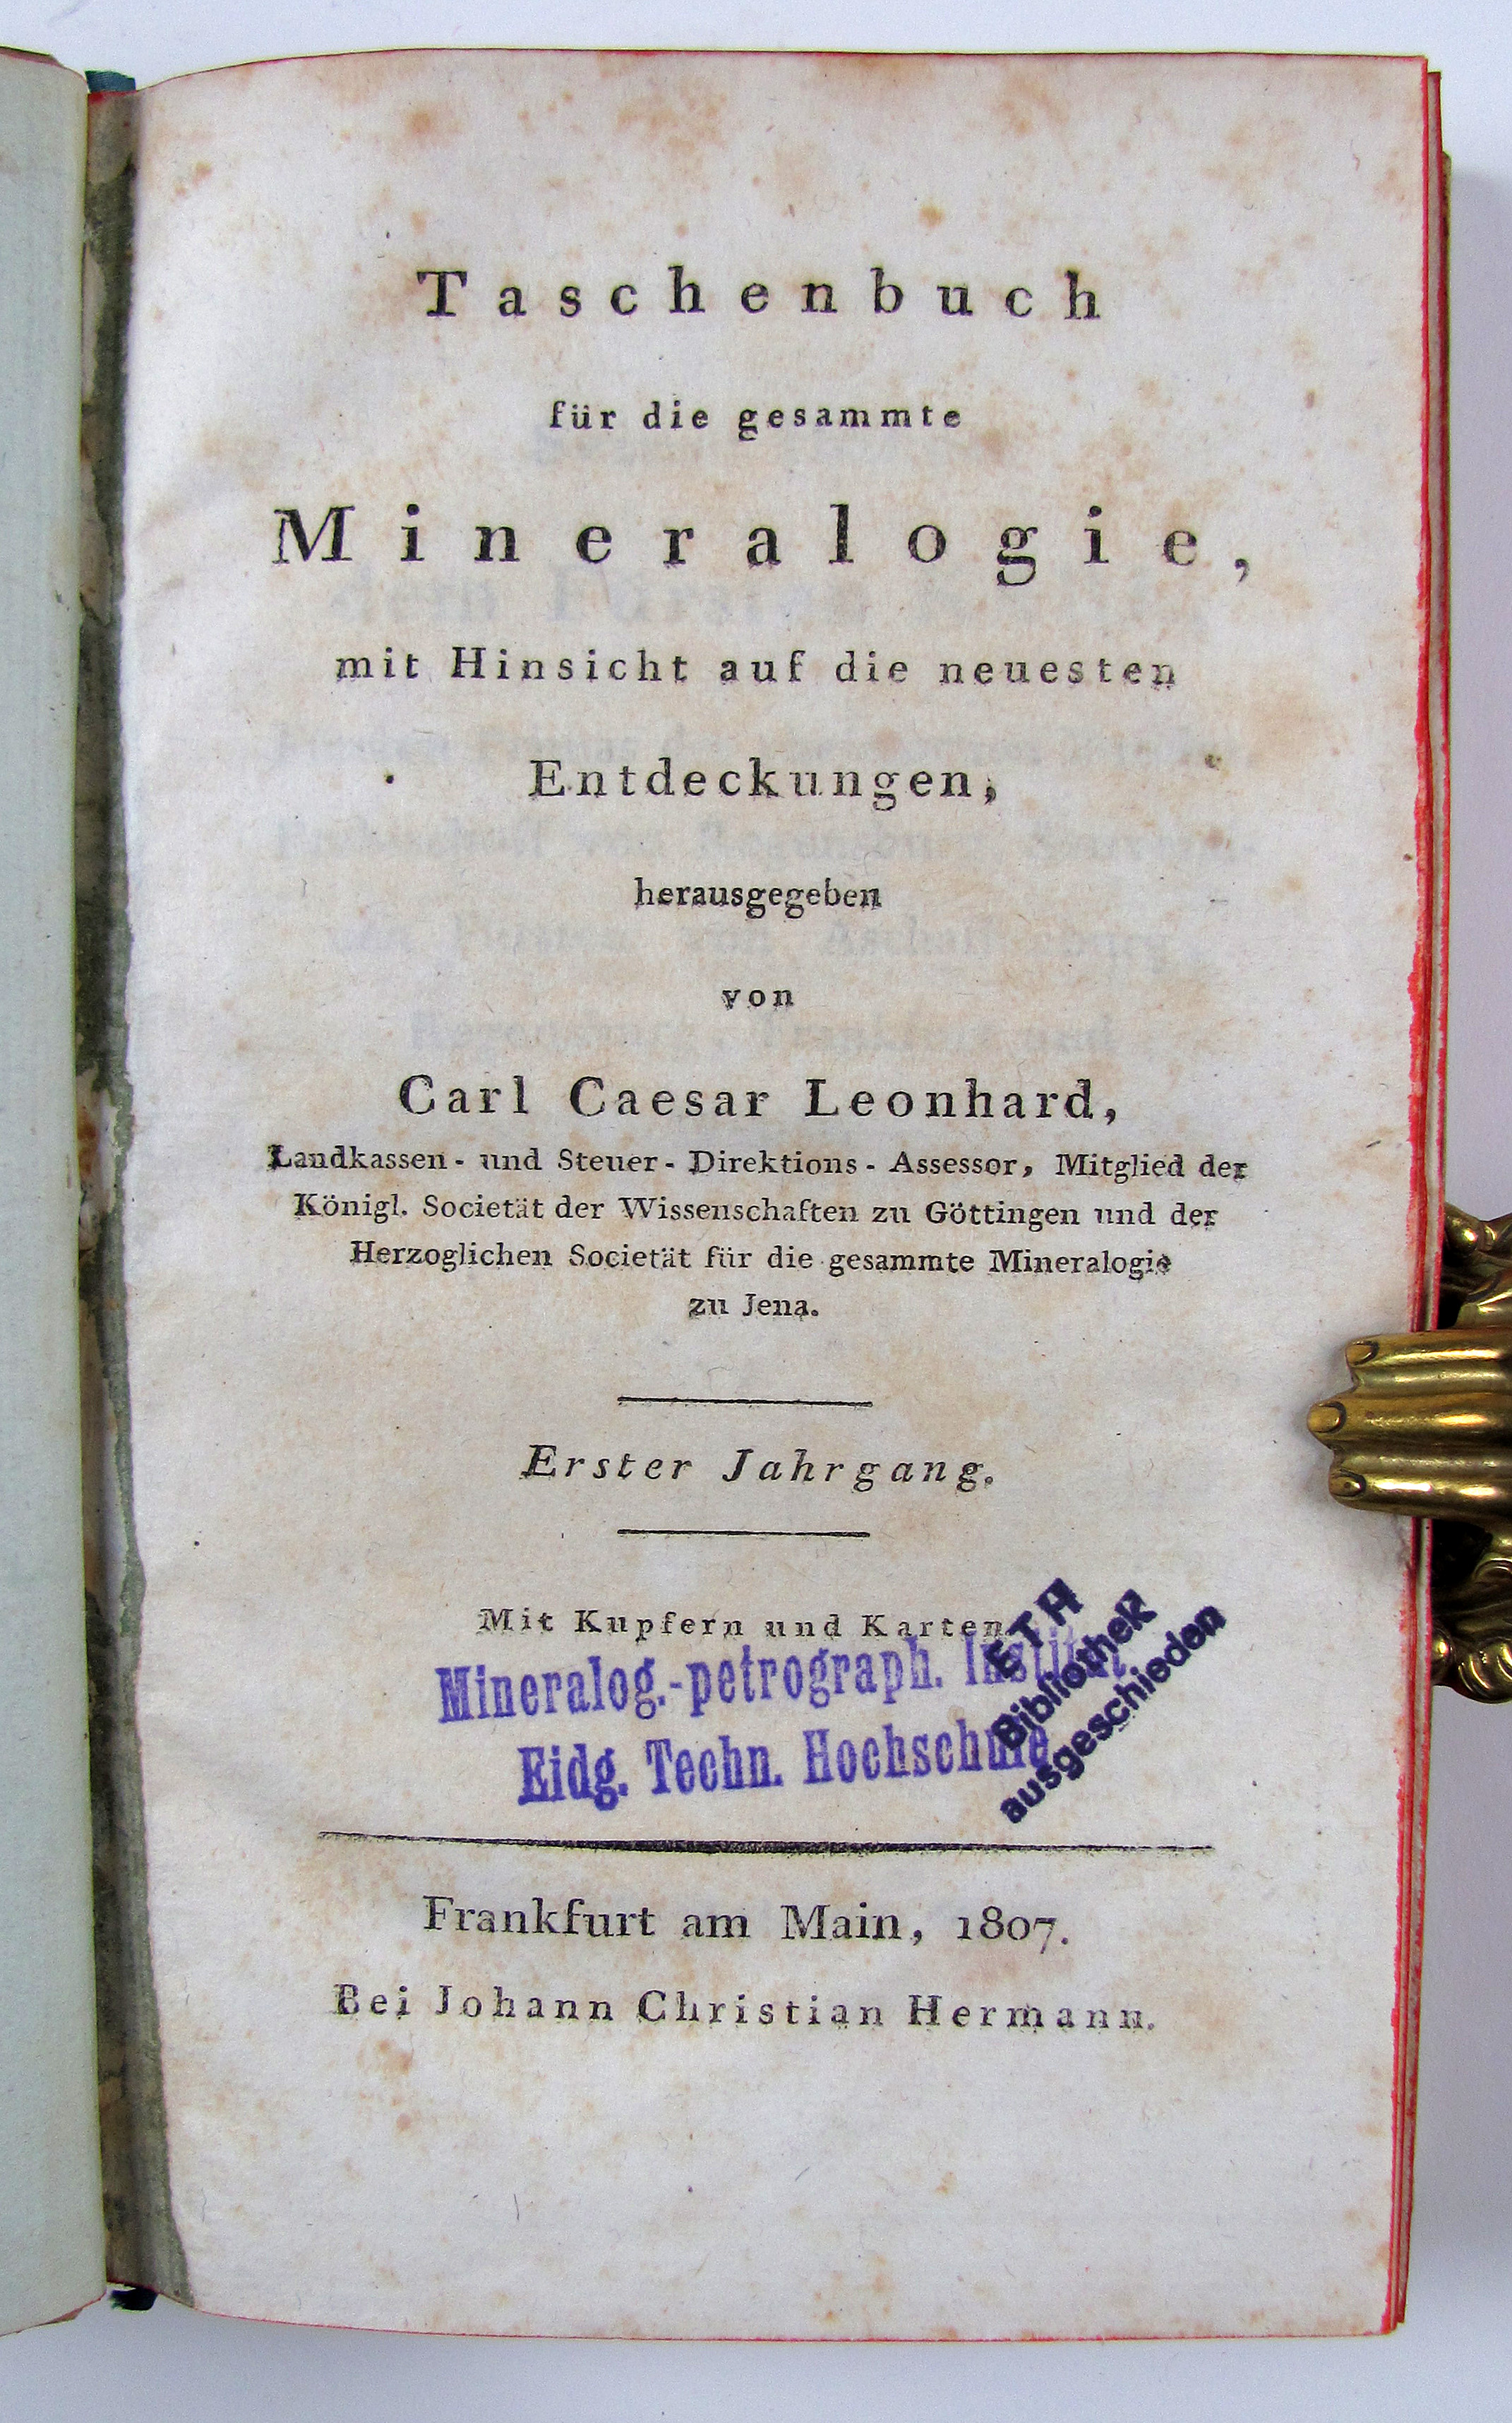 Taschenbuch
für die gesammte
Mineralogie,
mit Hinsicht auf die neuesten
Entdeckungen,
herausgegeben
von
Carl Caesar Leonhard,
Landkassen- und Steuer-Direktions-Assessor, Mitglied der
Königl. Societät der Wissenschaften zu Göttingen und der
Herzoglichen Societät für die gesammte Mineralogie
zu Jena.
Erster Jahrgang.
Mit Kupfern und Karten
Mineralog.-petrograph. Institut
Eidg. Techn. Hochschule
ETH
Bibliothek
ausgeschieden
Frankfurt am Main, 1807.
Bei Johann Christian Hermann.